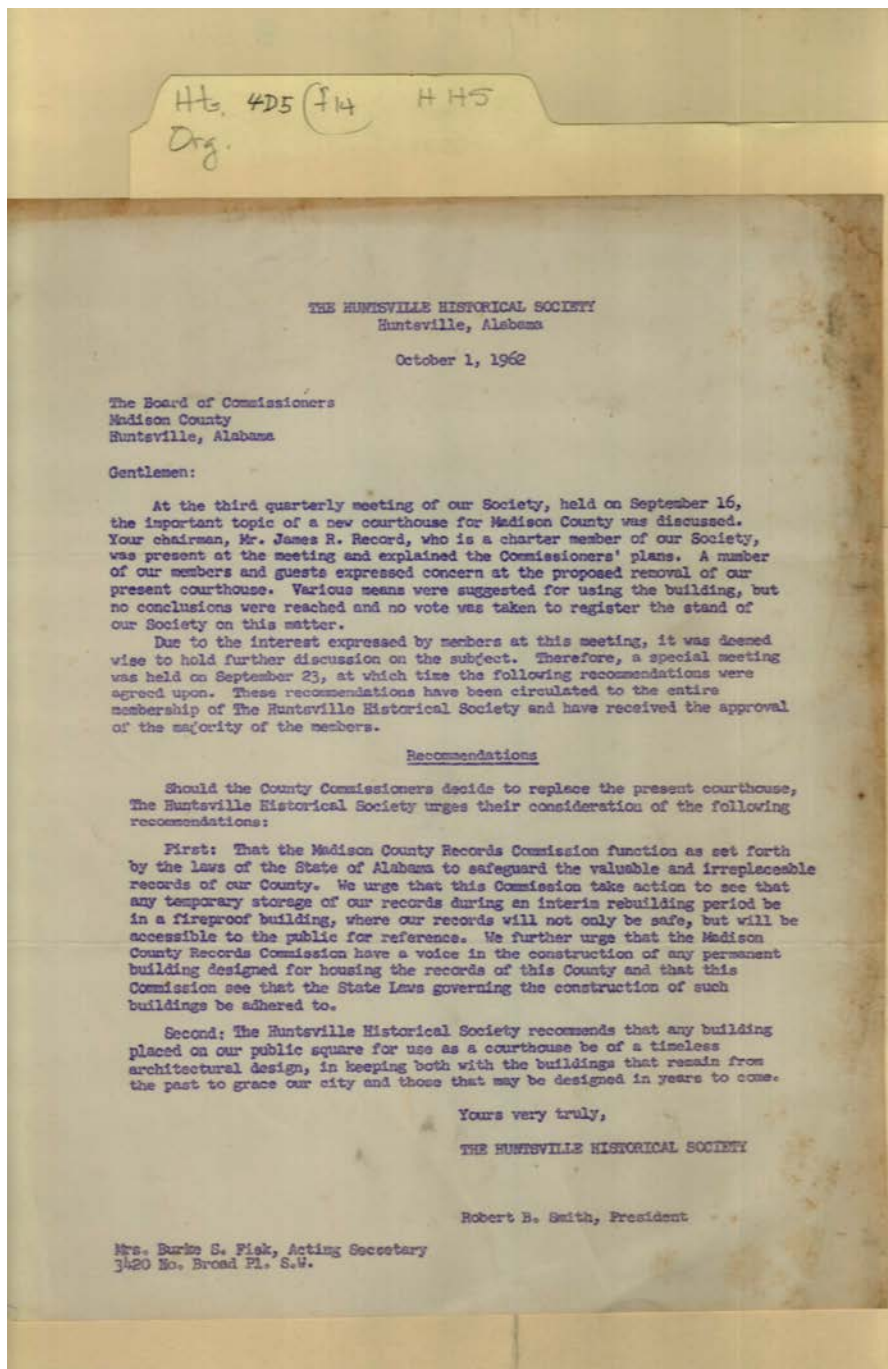 Hts. 4D5 (f14 HHS
Org.
THE HUNTSVILLE HISTORICAL SOCIETY
Huntsville, Alabama
October 1, 1962
The Board of Commissioners
Madison County
Huntsville, Alabama
Gentlemen:
At the third quarterly meeting of our Society, held on September 16,
the important topic of a new courthouse for Madison County was discussed.
Your chairman, Mr. James R. Record, who is a charter member of our Society,
was present at the meeting and explained the Commissioners' plans. A number
of our members and guests expressed concern at the proposed removal of our
present courthouse. Various means were suggested for using the building, but
no conclusions were reached and no vote was taken to register the stand of
our Society on this matter.
Due to the interest expressed by members at this meeting, it was deemed
wise to hold further discussion on the subject. Therefore, a special meeting
was held on September 23, at which time the following recommendations were
agreed upon. These recommendations have been circulated to the entire
membership of The Huntsville Historical Society and have received the approval
of the majority of the members.
Recommendations
Should the County Commissioners decide to replace the present courthouse,
The Huntsville Historical Society urges their consideration of the following
recommendations:
First: That the Madison County Records Commission function as set forth
by the laws of the State of Alabama to safeguard the valuable and irreplaceable
records of our County. We urge that this Commission take action to see that
any temporary storage of our records during an interim rebuilding period be
in a fireproof building, where our records will not only be safe, but will be
accessible to the public for reference. We further urge that the Madison
County Records Commission have a voice in the construction of any permanent
building designed for housing the records of this County and that this
Commission see that the State Laws governing the construction of such
buildings be adhered to.
Second: The Huntsville Historical Society recommends that any building
placed on our public square for use as a courthouse be of a timeless
architectural design, in keeping both with the buildings that remain from
the past to grace our city and those that may be designed in years to come.
Yours very truly,
THE HUNTSVILLE HISTORICAL SOCIETY
Robert B. Smith, President
Mrs. Burke S. Fisk, Acting Seccetary
3420 No. Broad Pl. S.W.